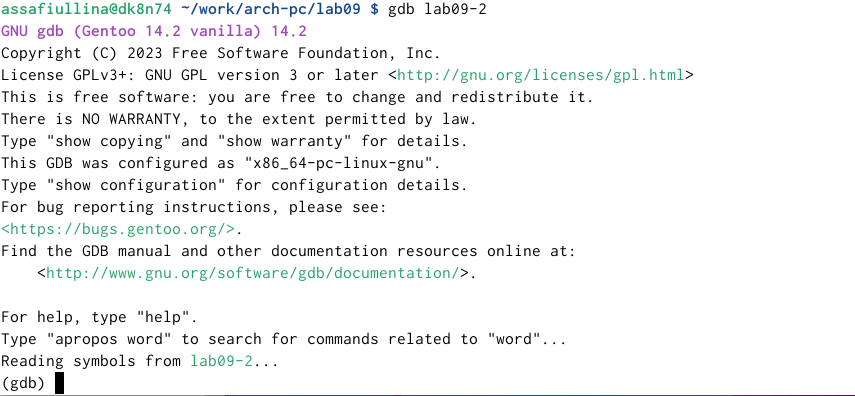 assafiullina@dk8n74 ~/work/arch-pc/lab09 $ gdb lab09-2
GNU gdb (Gentoo 14.2 vanilla) 14.2
Copyright (C) 2023 Free Software Foundation, Inc.
License GPLv3+: GNU GPL version 3 or later <http://gnu.org/licenses/gpl.html>
This is free software: you are free to change and redistribute it.
There is NO WARRANTY, to the extent permitted by law.
Type "show copying" and "show warranty" for details.
This GDB was configured as "x86_64-pc-linux-gnu".
Type "show configuration" for configuration details.
For bug reporting instructions, please see:
<https://bugs.gentoo.org/>.
Find the GDB manual and other documentation resources online at:
    <http://www.gnu.org/software/gdb/documentation/>.

For help, type "help".
Type "apropos word" to search for commands related to "word"...
Reading symbols from lab09-2...
(gdb)